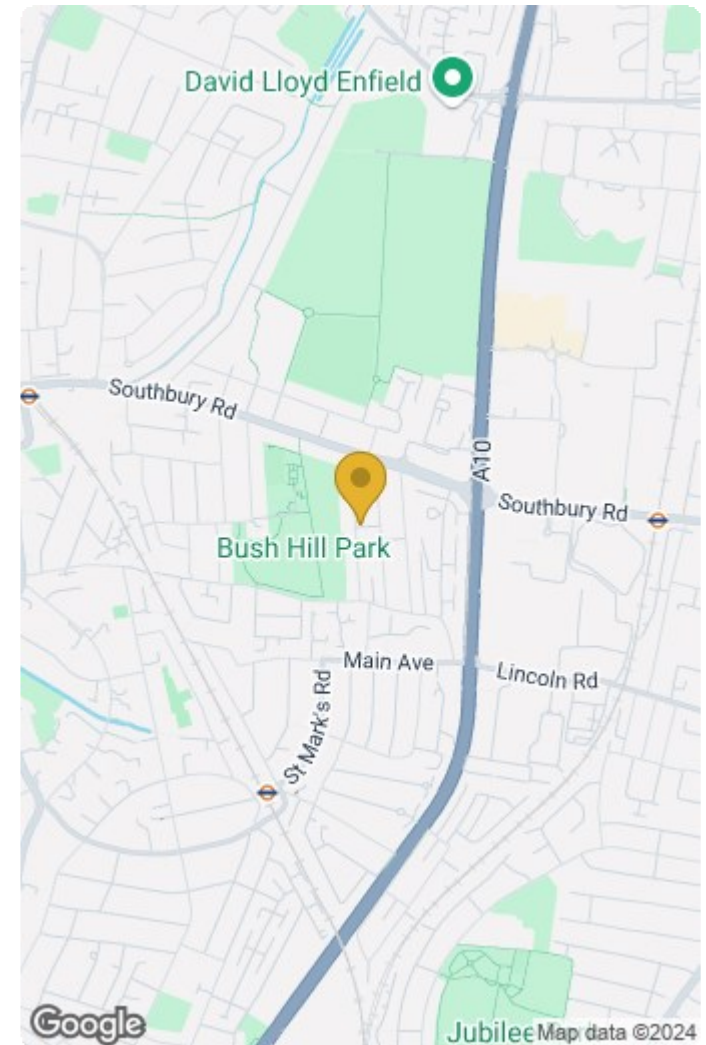 David Lloyd Enfield
Southbury Rd
A10
Southbury Rd
Bush Hill Park
Main Ave
Lincoln Rd
St Mark's Rd
Google
Jubilee
Map data ©2024